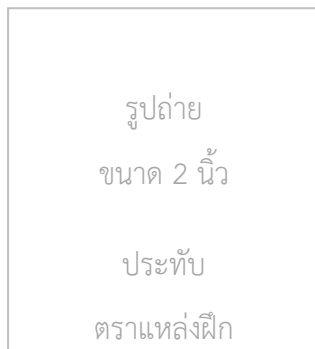 รูปถ่าย
ขนาด 2 นิ้ว
ประทับ
ตราแหล่งฝึก